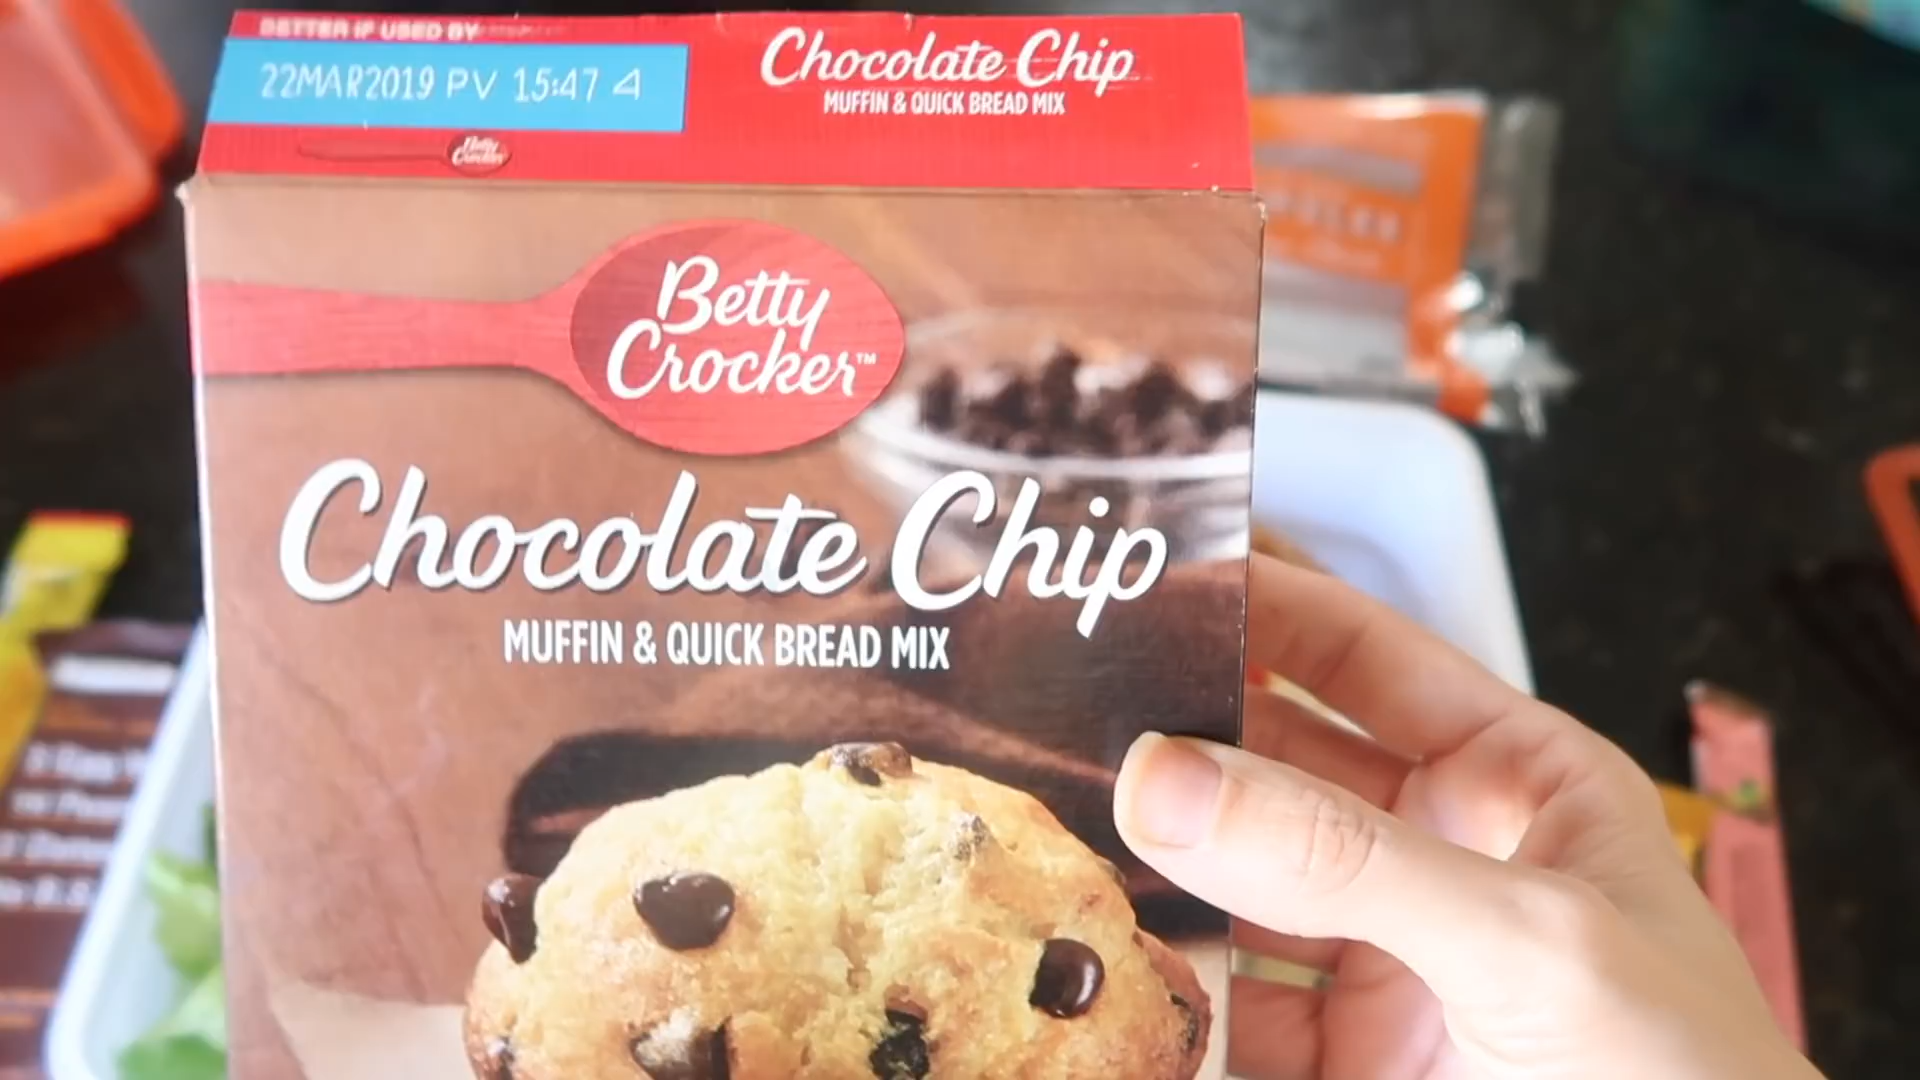 BETTER IF USED BY
22MAR2019 PV 15:47 4
Chocolate Chip
MUFFIN & QUICK BREAD MIX
Betty
Crocker
Betty
Crocker™
Chocolate Chip
MUFFIN & QUICK BREAD MIX